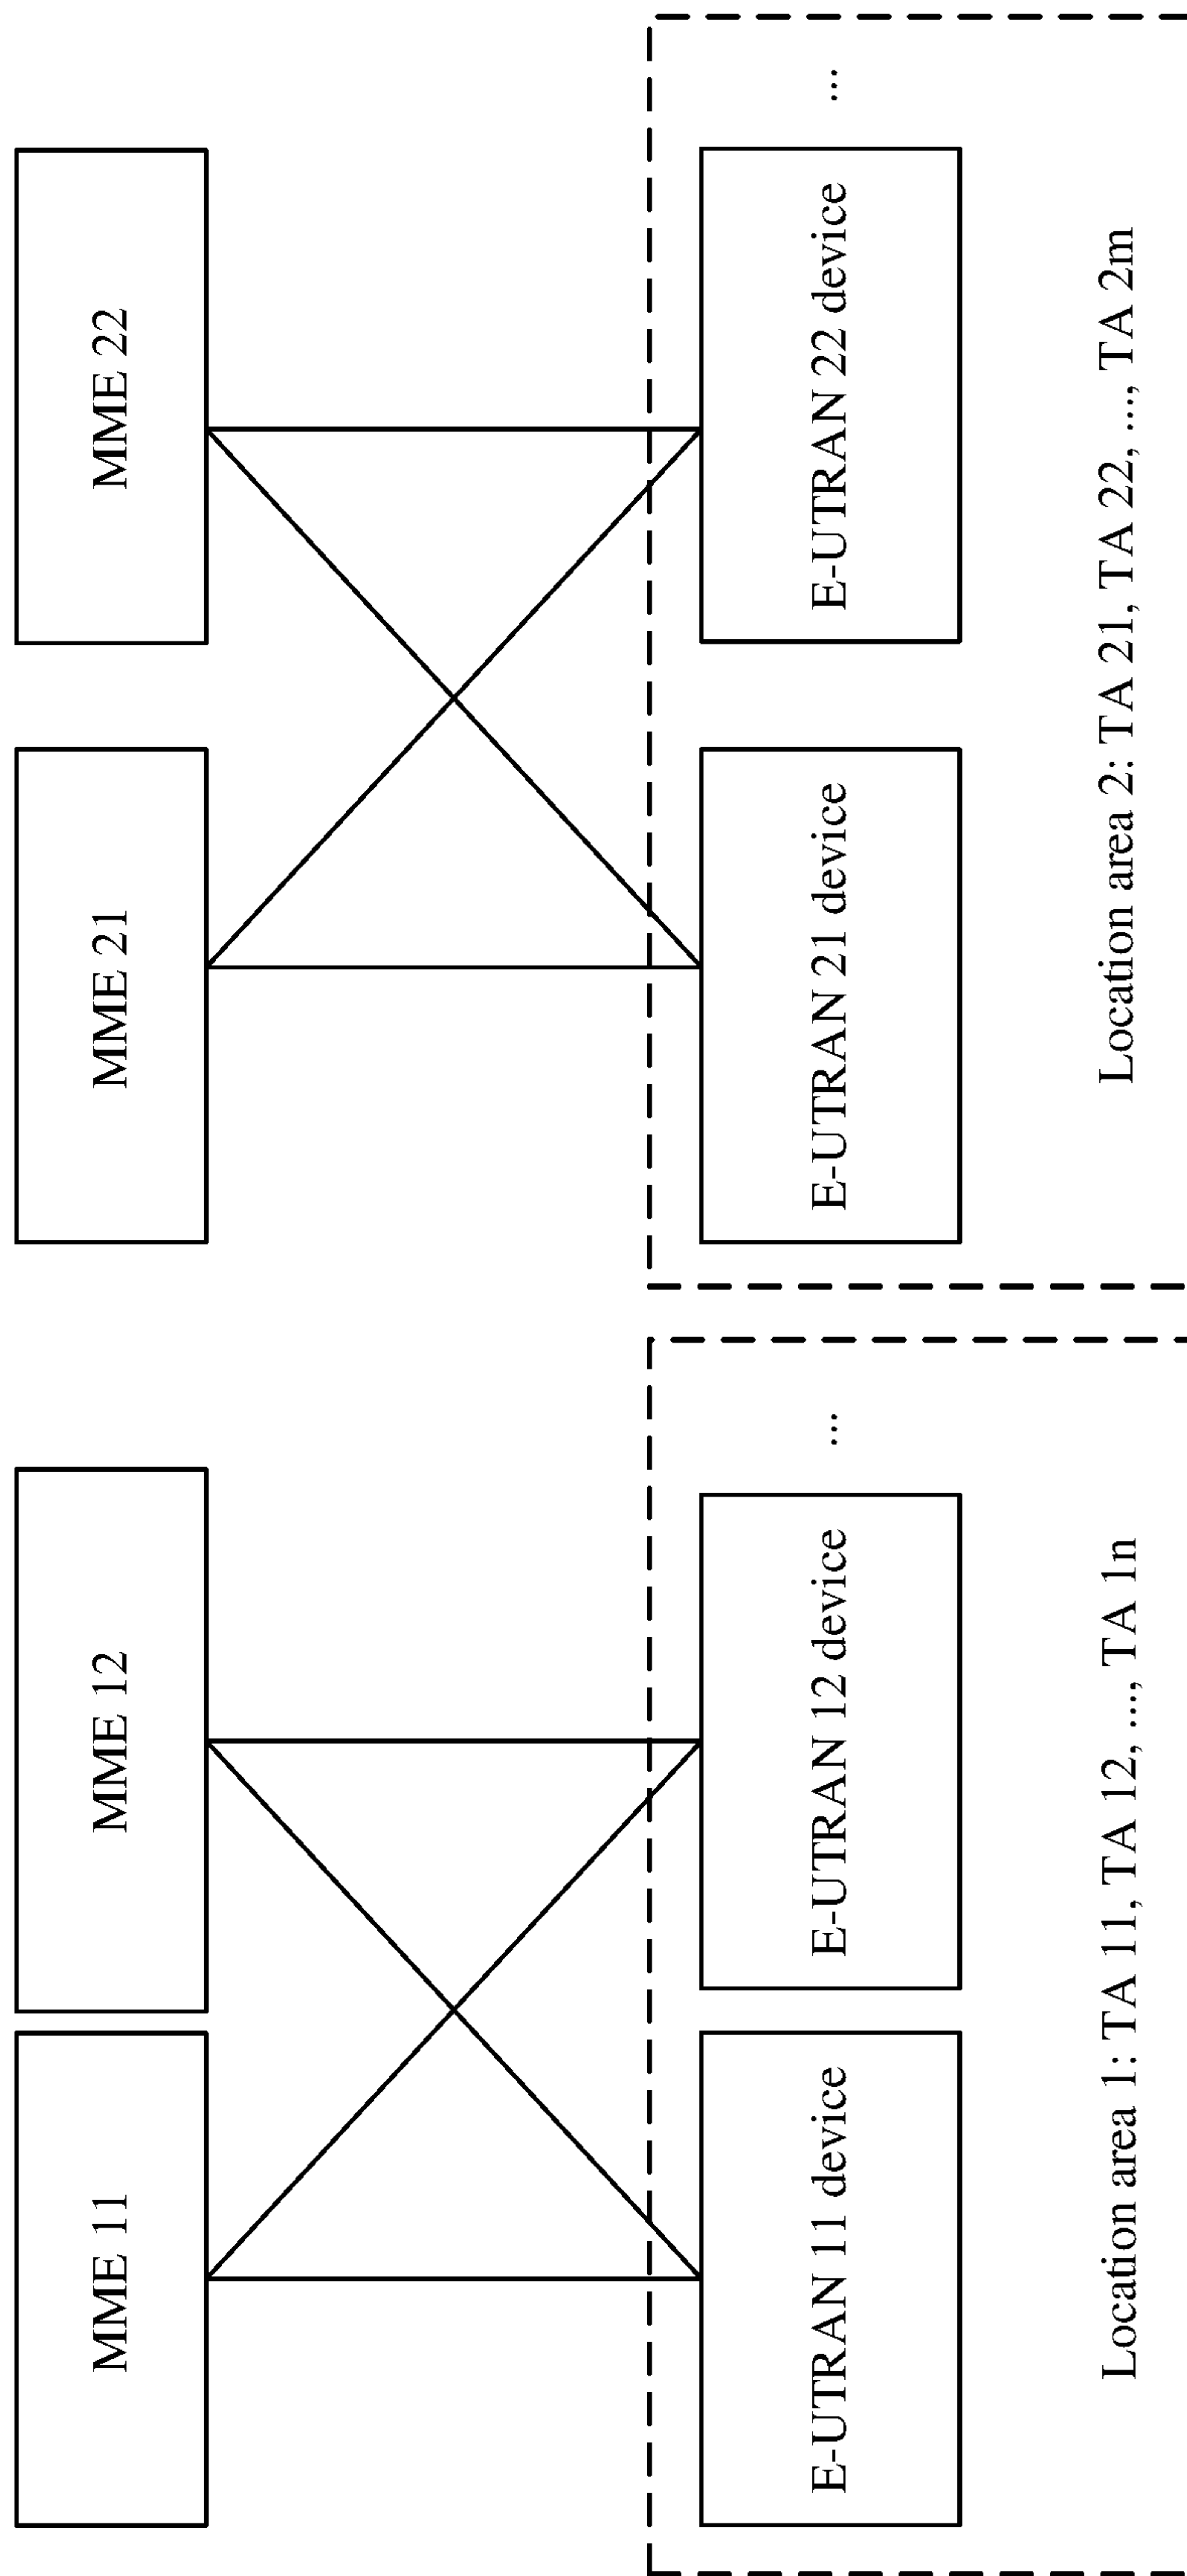 MME 11
MME 12
MME 21
MME 22
E-UTRAN 11 device
E-UTRAN 12 device
...
E-UTRAN 21 device
E-UTRAN 22 device
...
Location area 1: TA 11, TA 12, ..., TA 1n
Location area 2: TA 21, TA 22, ..., TA 2m